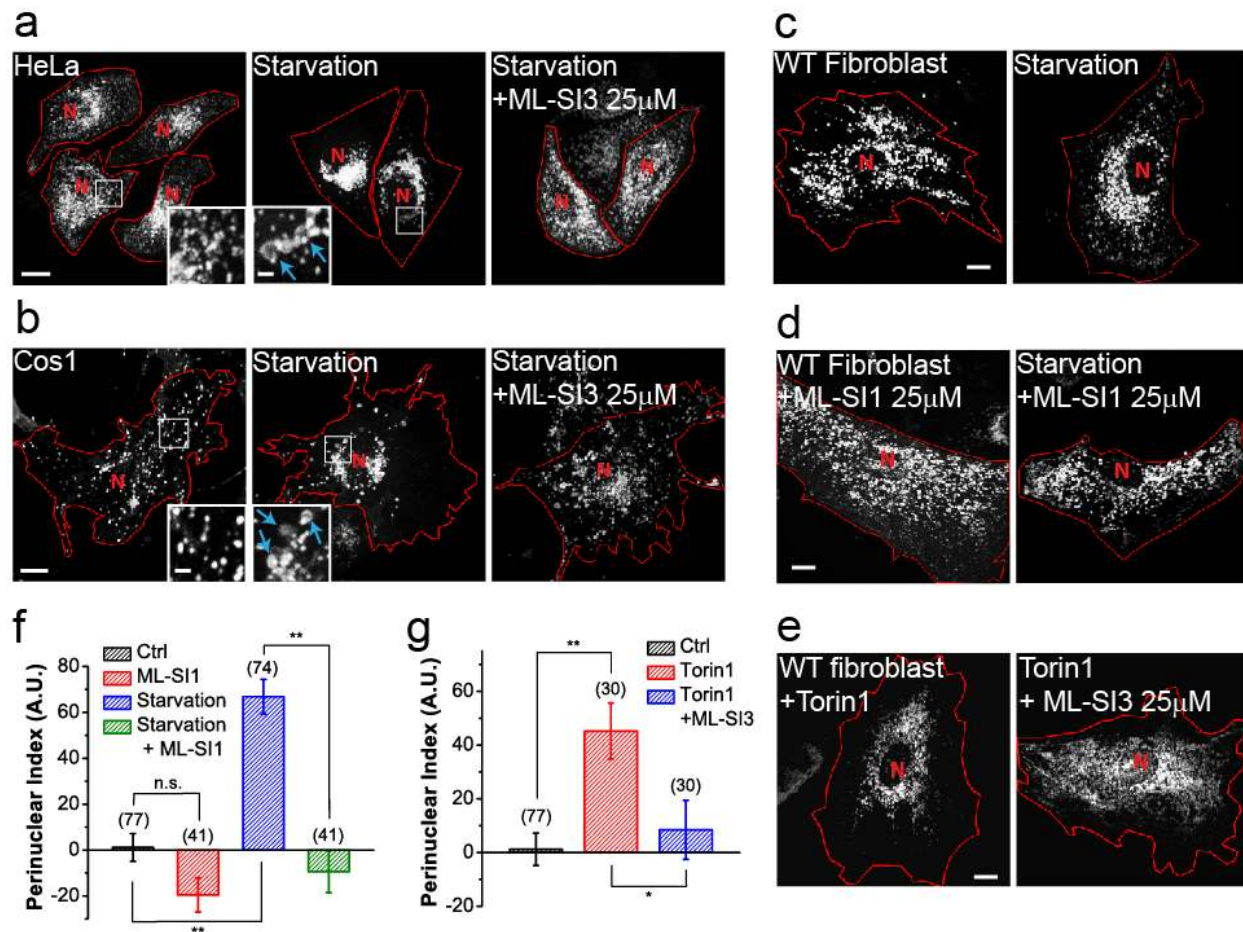 a
HeLa
N
N
N
N
Starvation
N
N
Starvation
+ML-SI3 25μM
N
N
b
Cos1
N
Starvation
N
Starvation
+ML-SI3 25μM
N
c
WT Fibroblast
N
Starvation
N
d
WT Fibroblast
+ML-SI1 25μM
N
Starvation
+ML-SI1 25μM
N
e
WT fibroblast
+Torin1
N
Torin1
+ ML-SI3 25μM
N
f
Perinuclear Index (A.U.)
80
60
40
20
0
-20
Ctrl
ML-SI1
Starvation
Starvation
+ ML-SI1
**
(74)
n.s.
(77)
(41)
(41)
**
g
Perinuclear Index (A.U.)
60
40
20
0
-20
Ctrl
Torin1
Torin1
+ML-SI3
**
(30)
(77)
(30)
*